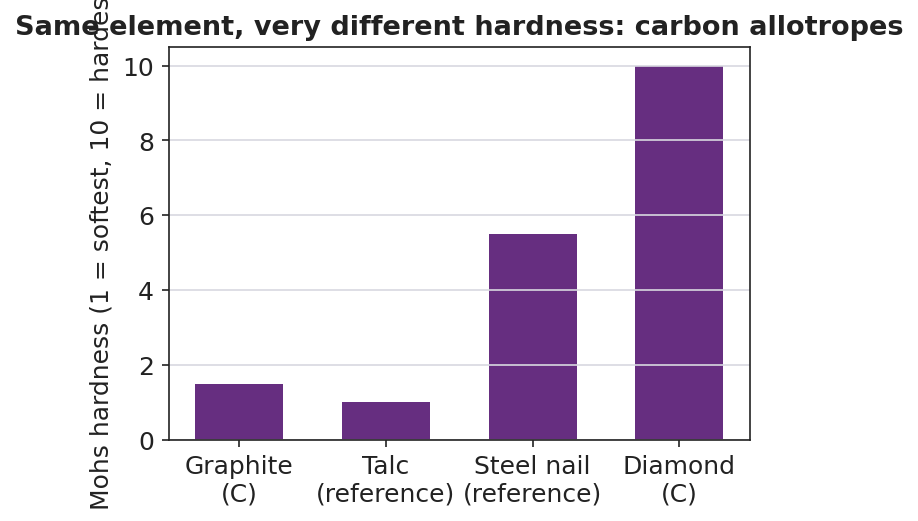 Same element, very different hardness: carbon allotropes
Mohs hardness (1 = softest, 10 = hardes
10
8
6
4
2
0
Graphite
(C)
Talc
(reference)
Steel nail
(reference)
Diamond
(C)